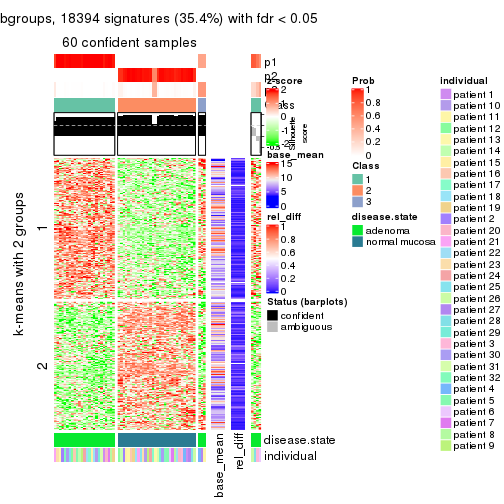 bgroups, 18394 signatures (35.4%) with fdr < 0.05
60 confident samples
p1
p2
Class
Silhouette
score
k-means with 2 groups
1
2
disease.state
individual
base_mean
rel_diff
z-score
2
1
0
-1
-2
base_mean
15
10
5
0
rel_diff
1
0.8
0.6
0.4
0.2
0
Status (barplots)
confident
ambiguous
Prob
1
0.8
0.6
0.4
0.2
0
Class
1
2
3
disease.state
adenoma
normal mucosa
individual
patient 1
patient 10
patient 11
patient 12
patient 13
patient 14
patient 15
patient 16
patient 17
patient 18
patient 19
patient 2
patient 20
patient 21
patient 22
patient 23
patient 24
patient 25
patient 26
patient 27
patient 28
patient 29
patient 3
patient 30
patient 31
patient 32
patient 4
patient 5
patient 6
patient 7
patient 8
patient 9